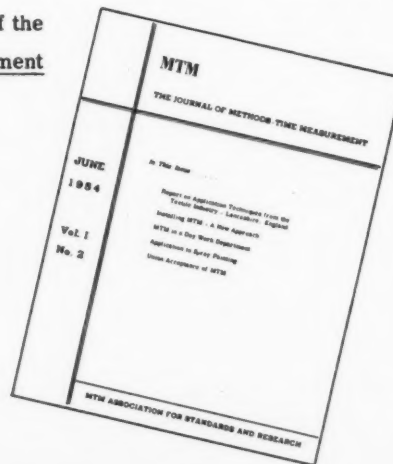 f the
ment
MTM
THE JOURNAL OF METHODS-TIME MEASUREMENT
JUNE
1954
Vol. I
No. 2
In This Issue
Report on Application Techniques from the
Textile Industry - Lancashire, England
Installing MTM - A New Approach
MTM in a Day Work Department
Application to Spray Painting
Union Acceptance of MTM
MTM ASSOCIATION FOR STANDARDS AND RESEARCH